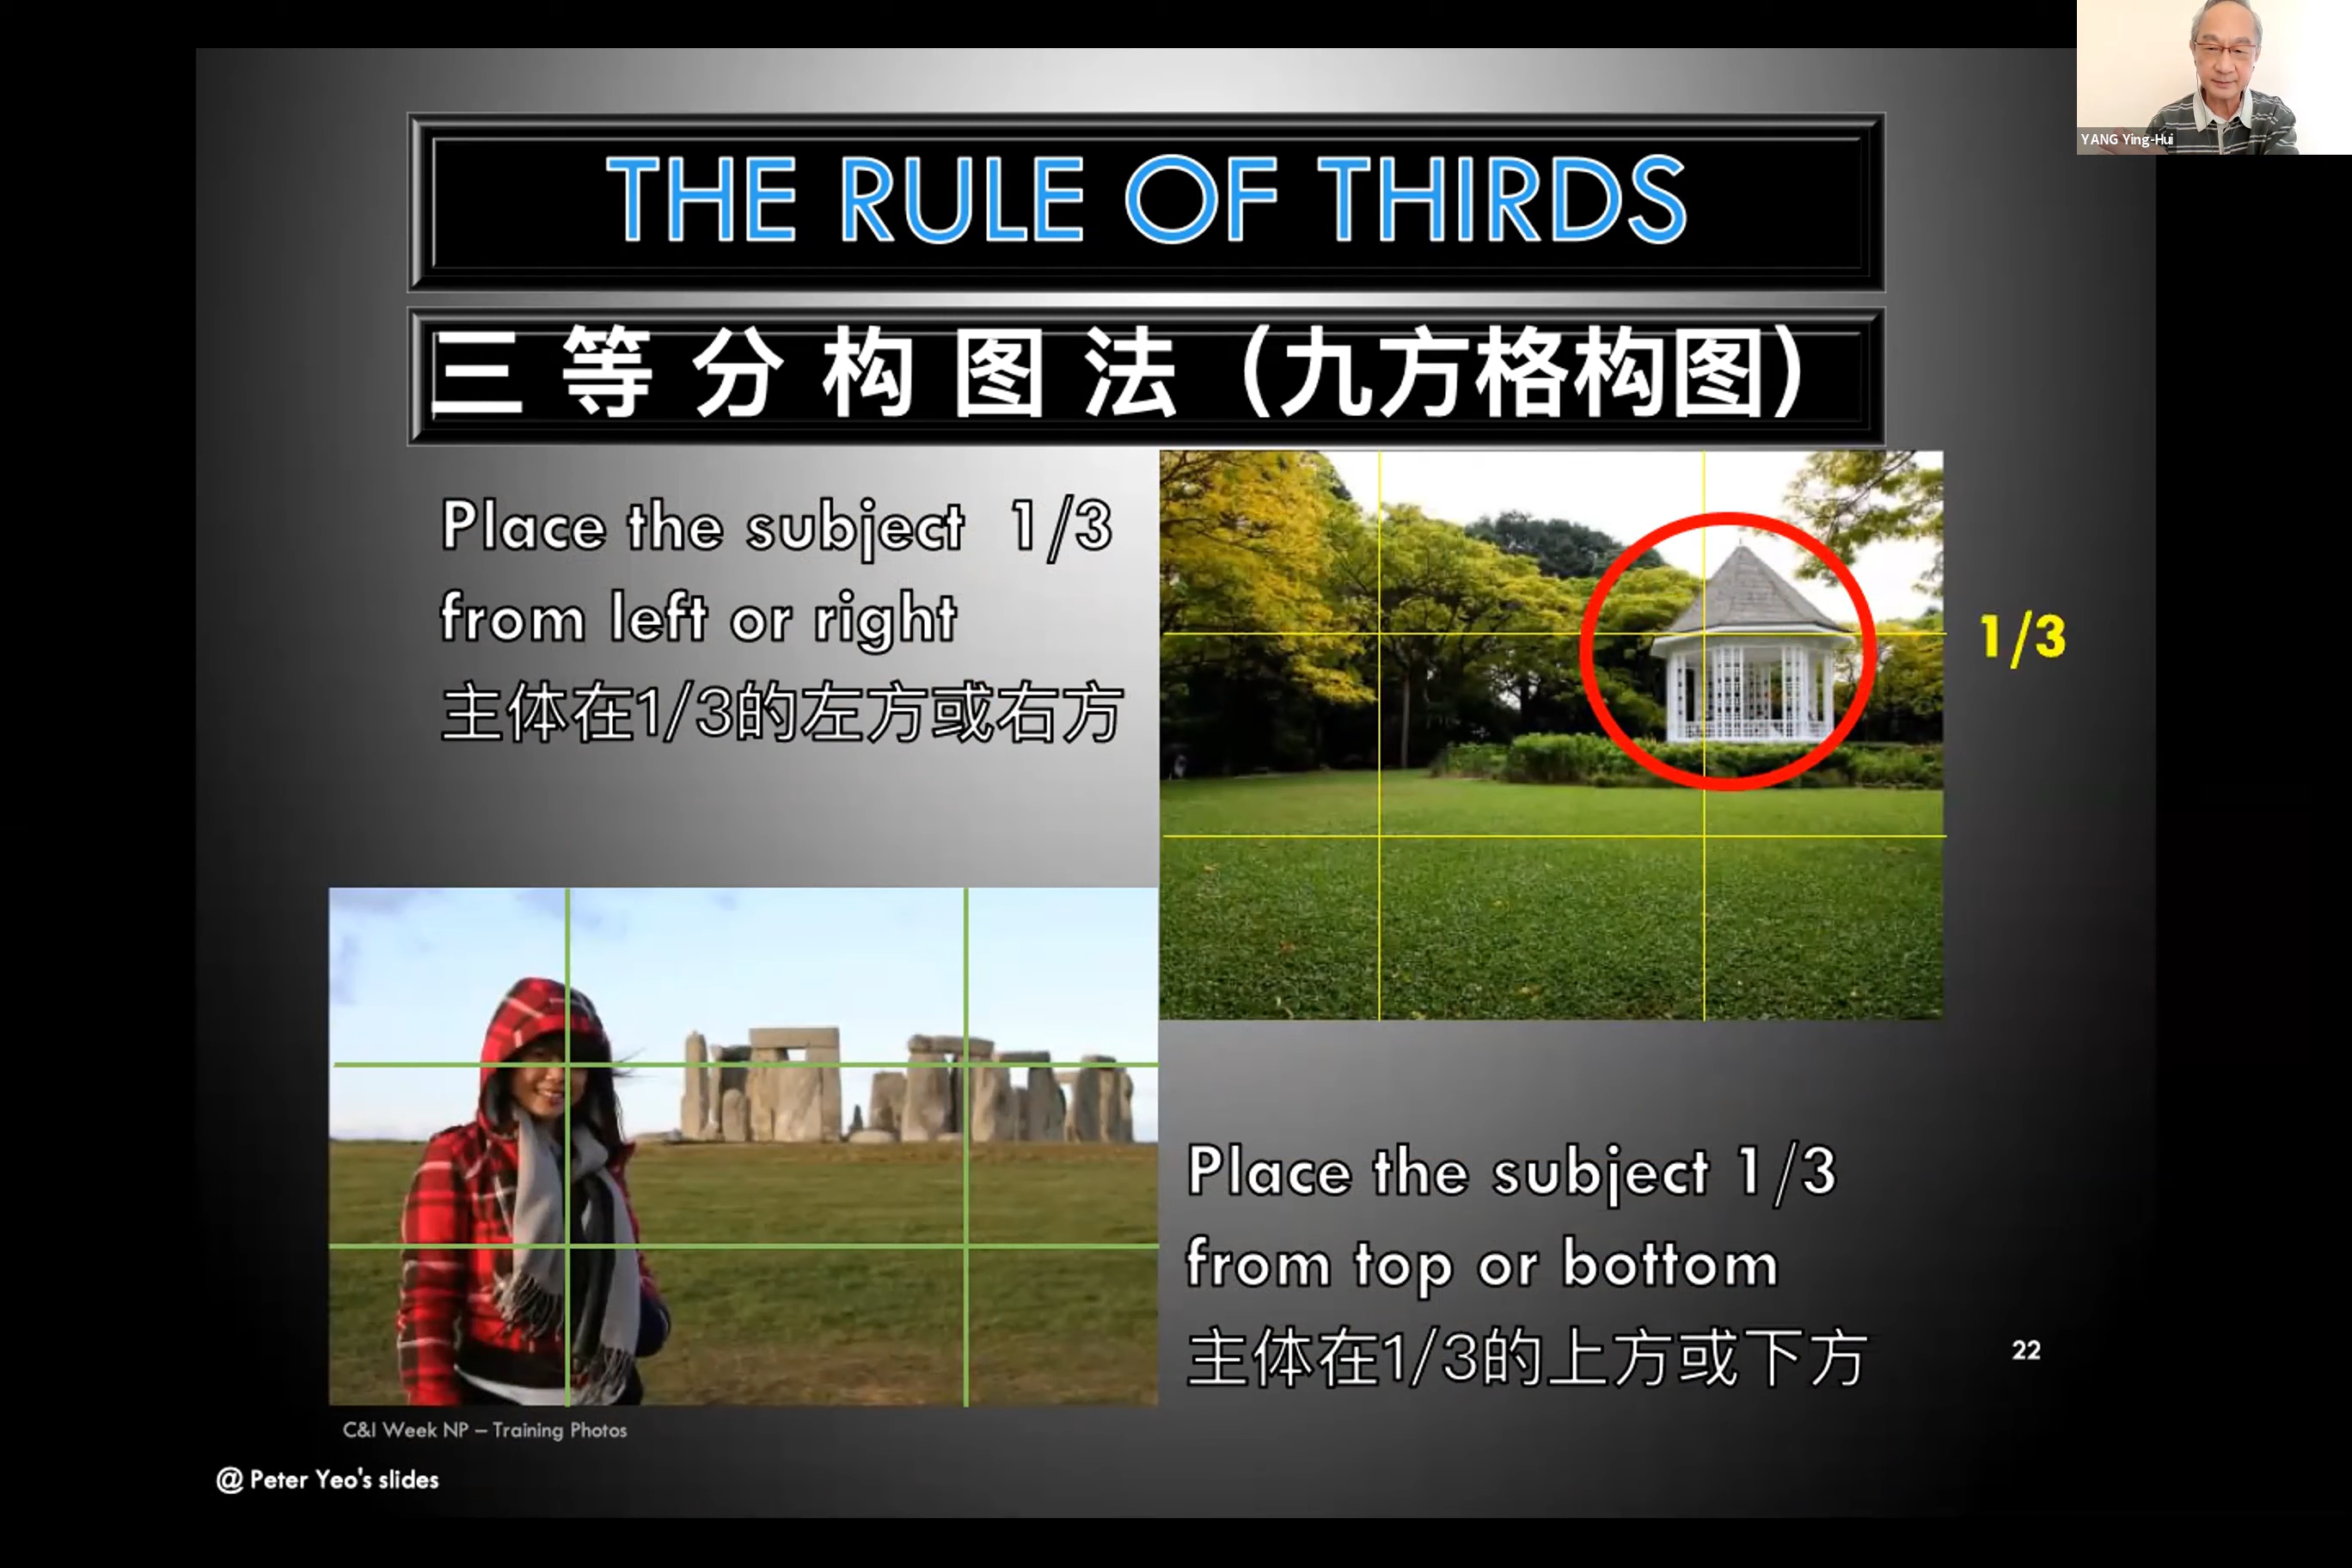 YANG Ying-Hui
THE RULE OF THIRDS
三等分构图法（九方格构图）
Place the subject 1/3
from left or right
主体在1/3的左方或右方
1/3
Place the subject 1/3
from top or bottom
主体在1/3的上方或下方
22
C&I Week NP – Training Photos
@ Peter Yeo's slides